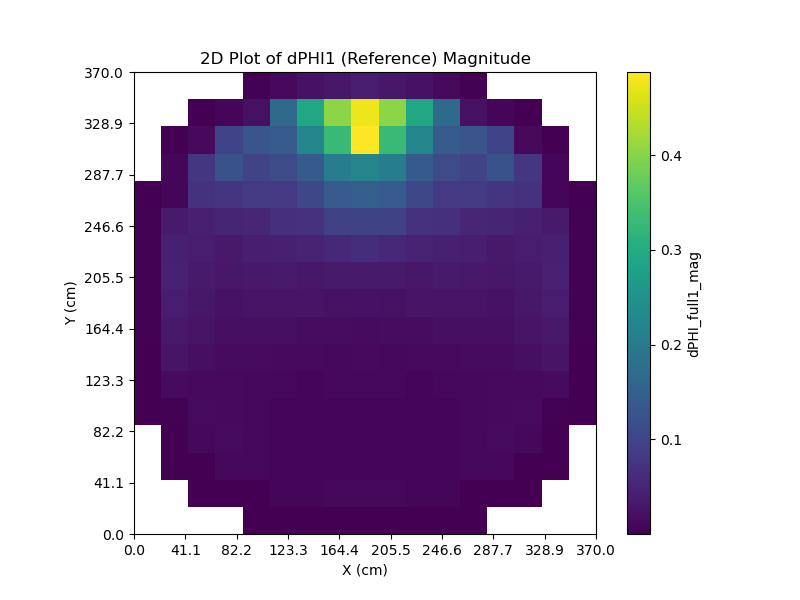 2D Plot of dPHI1 (Reference) Magnitude
370.0
328.9
287.7
246.6
205.5
164.4
123.3
82.2
41.1
0.0
Y (cm)
0.0 41.1 82.2 123.3 164.4 205.5 246.6 287.7 328.9 370.0
X (cm)
0.4
0.3
0.2
0.1
dPHI_full1_mag